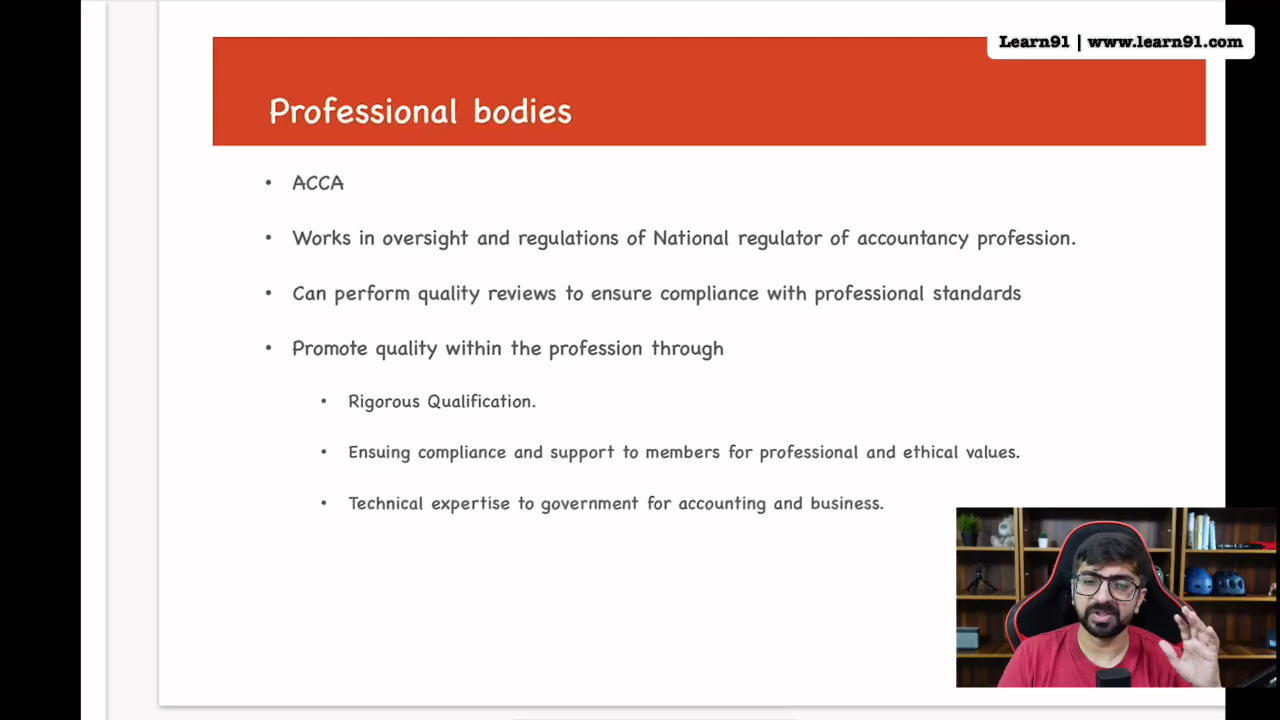 Learn91 | www.learn91.com
Professional bodies
• ACCA
• Works in oversight and regulations of National regulator of accountancy profession.
• Can perform quality reviews to ensure compliance with professional standards
• Promote quality within the profession through
• Rigorous Qualification.
• Ensuing compliance and support to members for professional and ethical values.
• Technical expertise to government for accounting and business.